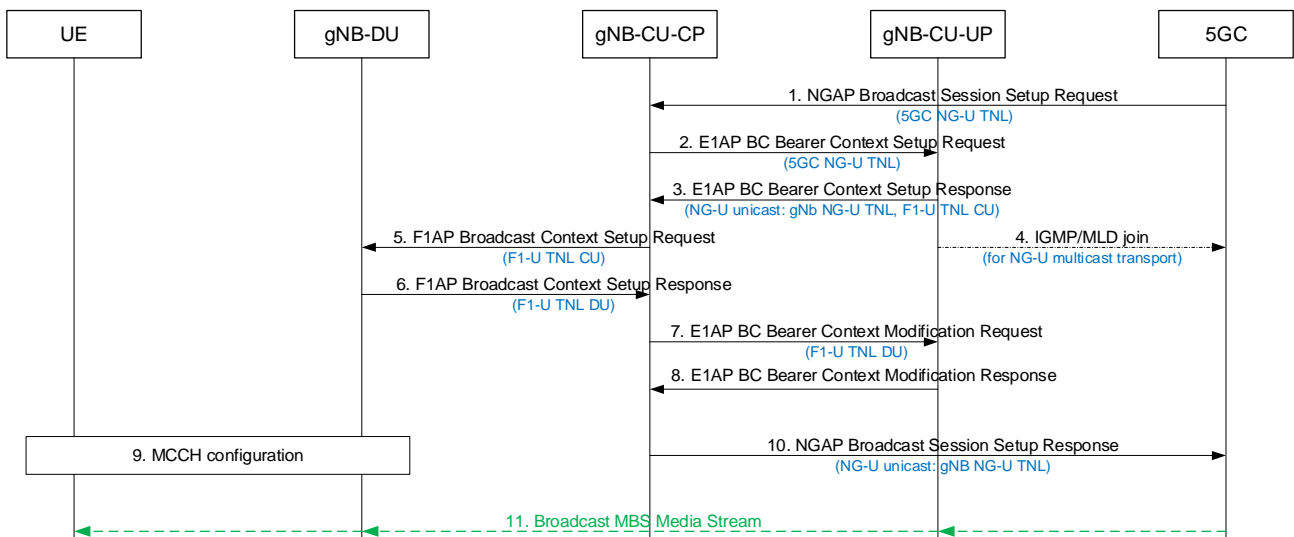 UE
gNB-DU
gNB-CU-CP
gNB-CU-UP
5GC
1. NGAP Broadcast Session Setup Request
(5GC NG-U TNL)
2. E1AP BC Bearer Context Setup Request
(5GC NG-U TNL)
3. E1AP BC Bearer Context Setup Response
(NG-U unicast: gNb NG-U TNL, F1-U TNL CU)
5. F1AP Broadcast Context Setup Request
(F1-U TNL CU)
4. IGMP/MLD join
(for NG-U multicast transport)
6. F1AP Broadcast Context Setup Response
(F1-U TNL DU)
7. E1AP BC Bearer Context Modification Request
(F1-U TNL DU)
8. E1AP BC Bearer Context Modification Response
9. MCCH configuration
10. NGAP Broadcast Session Setup Response
(NG-U unicast: gNB NG-U TNL)
11. Broadcast MBS Media Stream